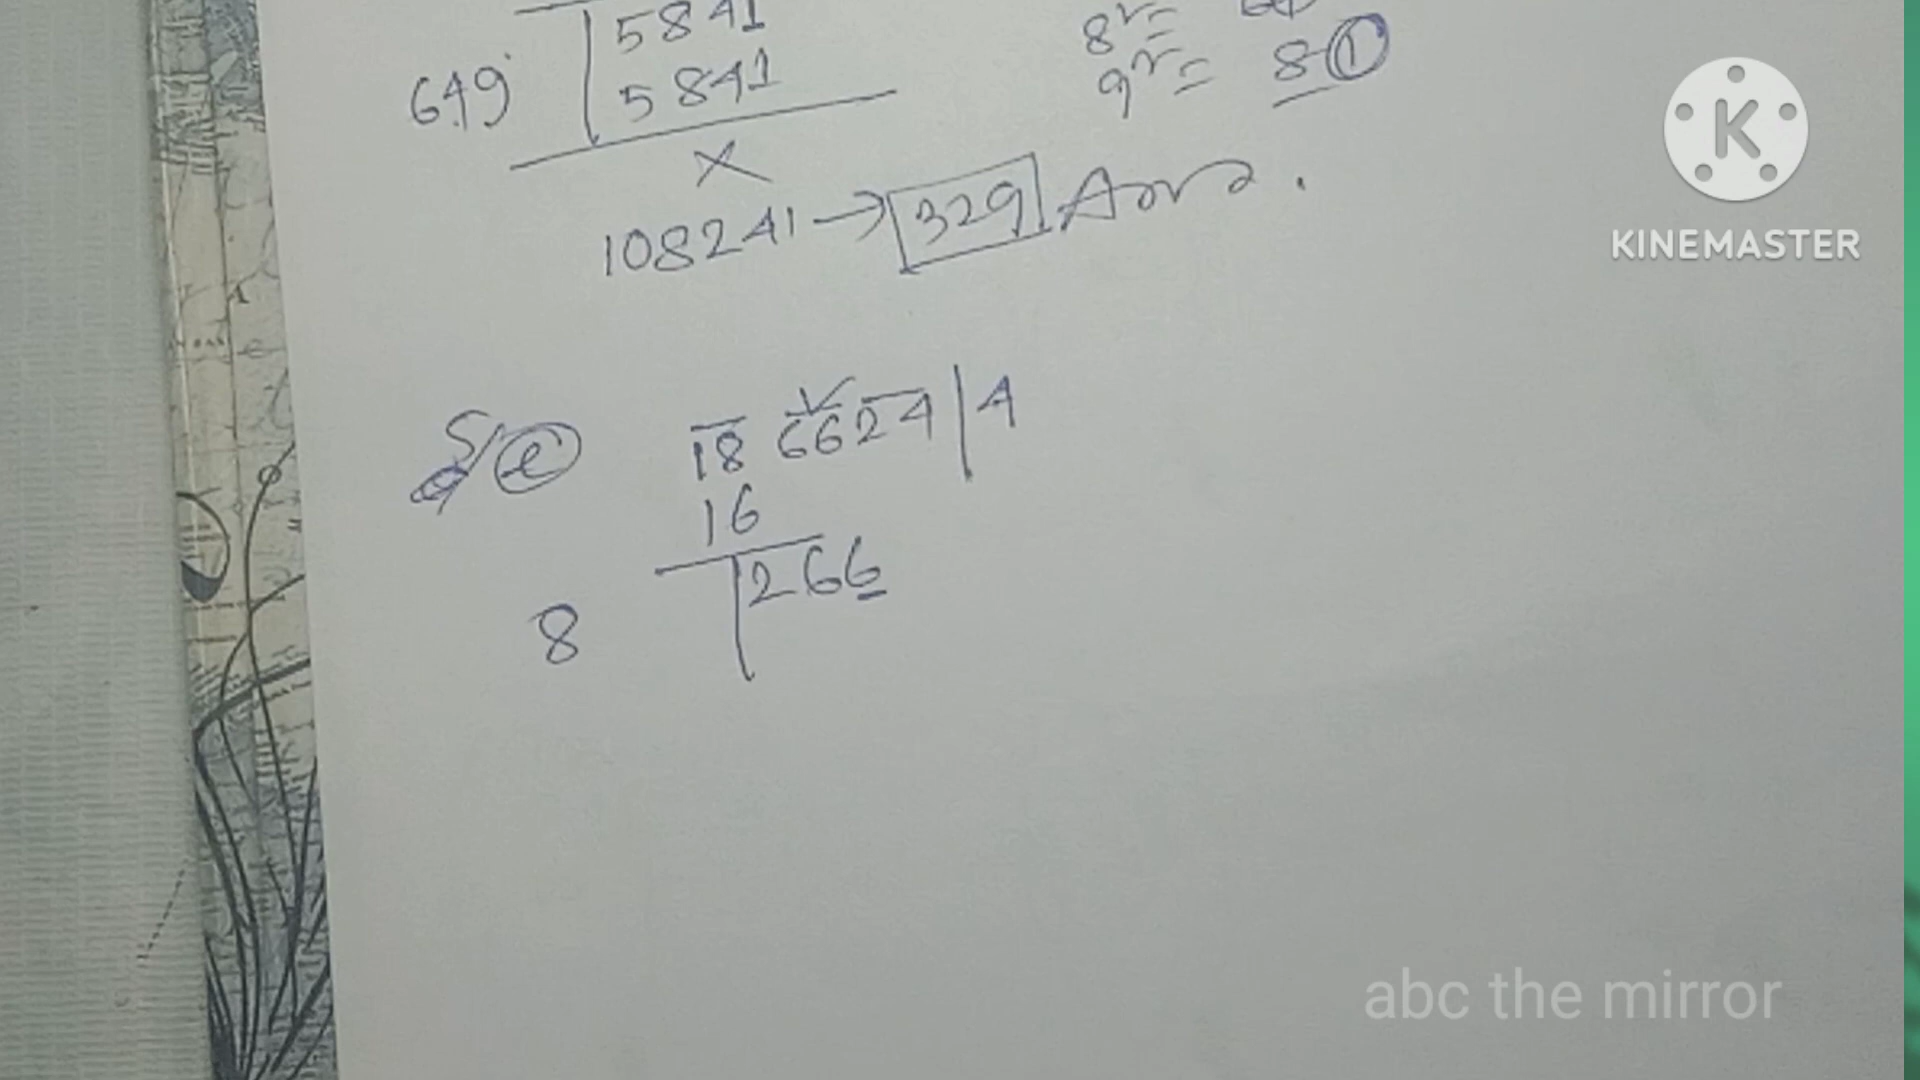 5841
649 5841
8²=
9²= 81
×
108241 → 329 Ans.
5/e 18 66 24 4
16
8 266
K
KINEMASTER
abc the mirror